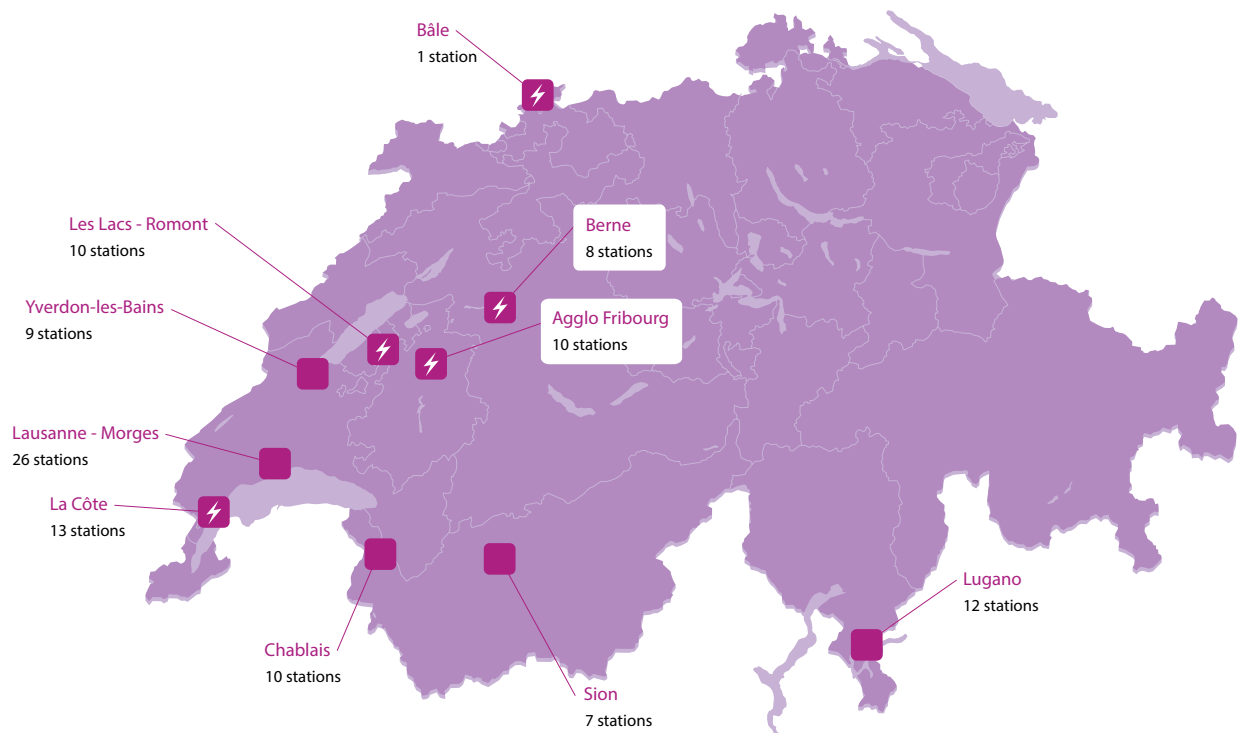 Bâle
1 station
Les Lacs - Romont
10 stations
Berne
8 stations
Yverdon-les-Bains
9 stations
Agglo Fribourg
10 stations
Lausanne - Morges
26 stations
La Côte
13 stations
Lugano
12 stations
Chablais
10 stations
Sion
7 stations